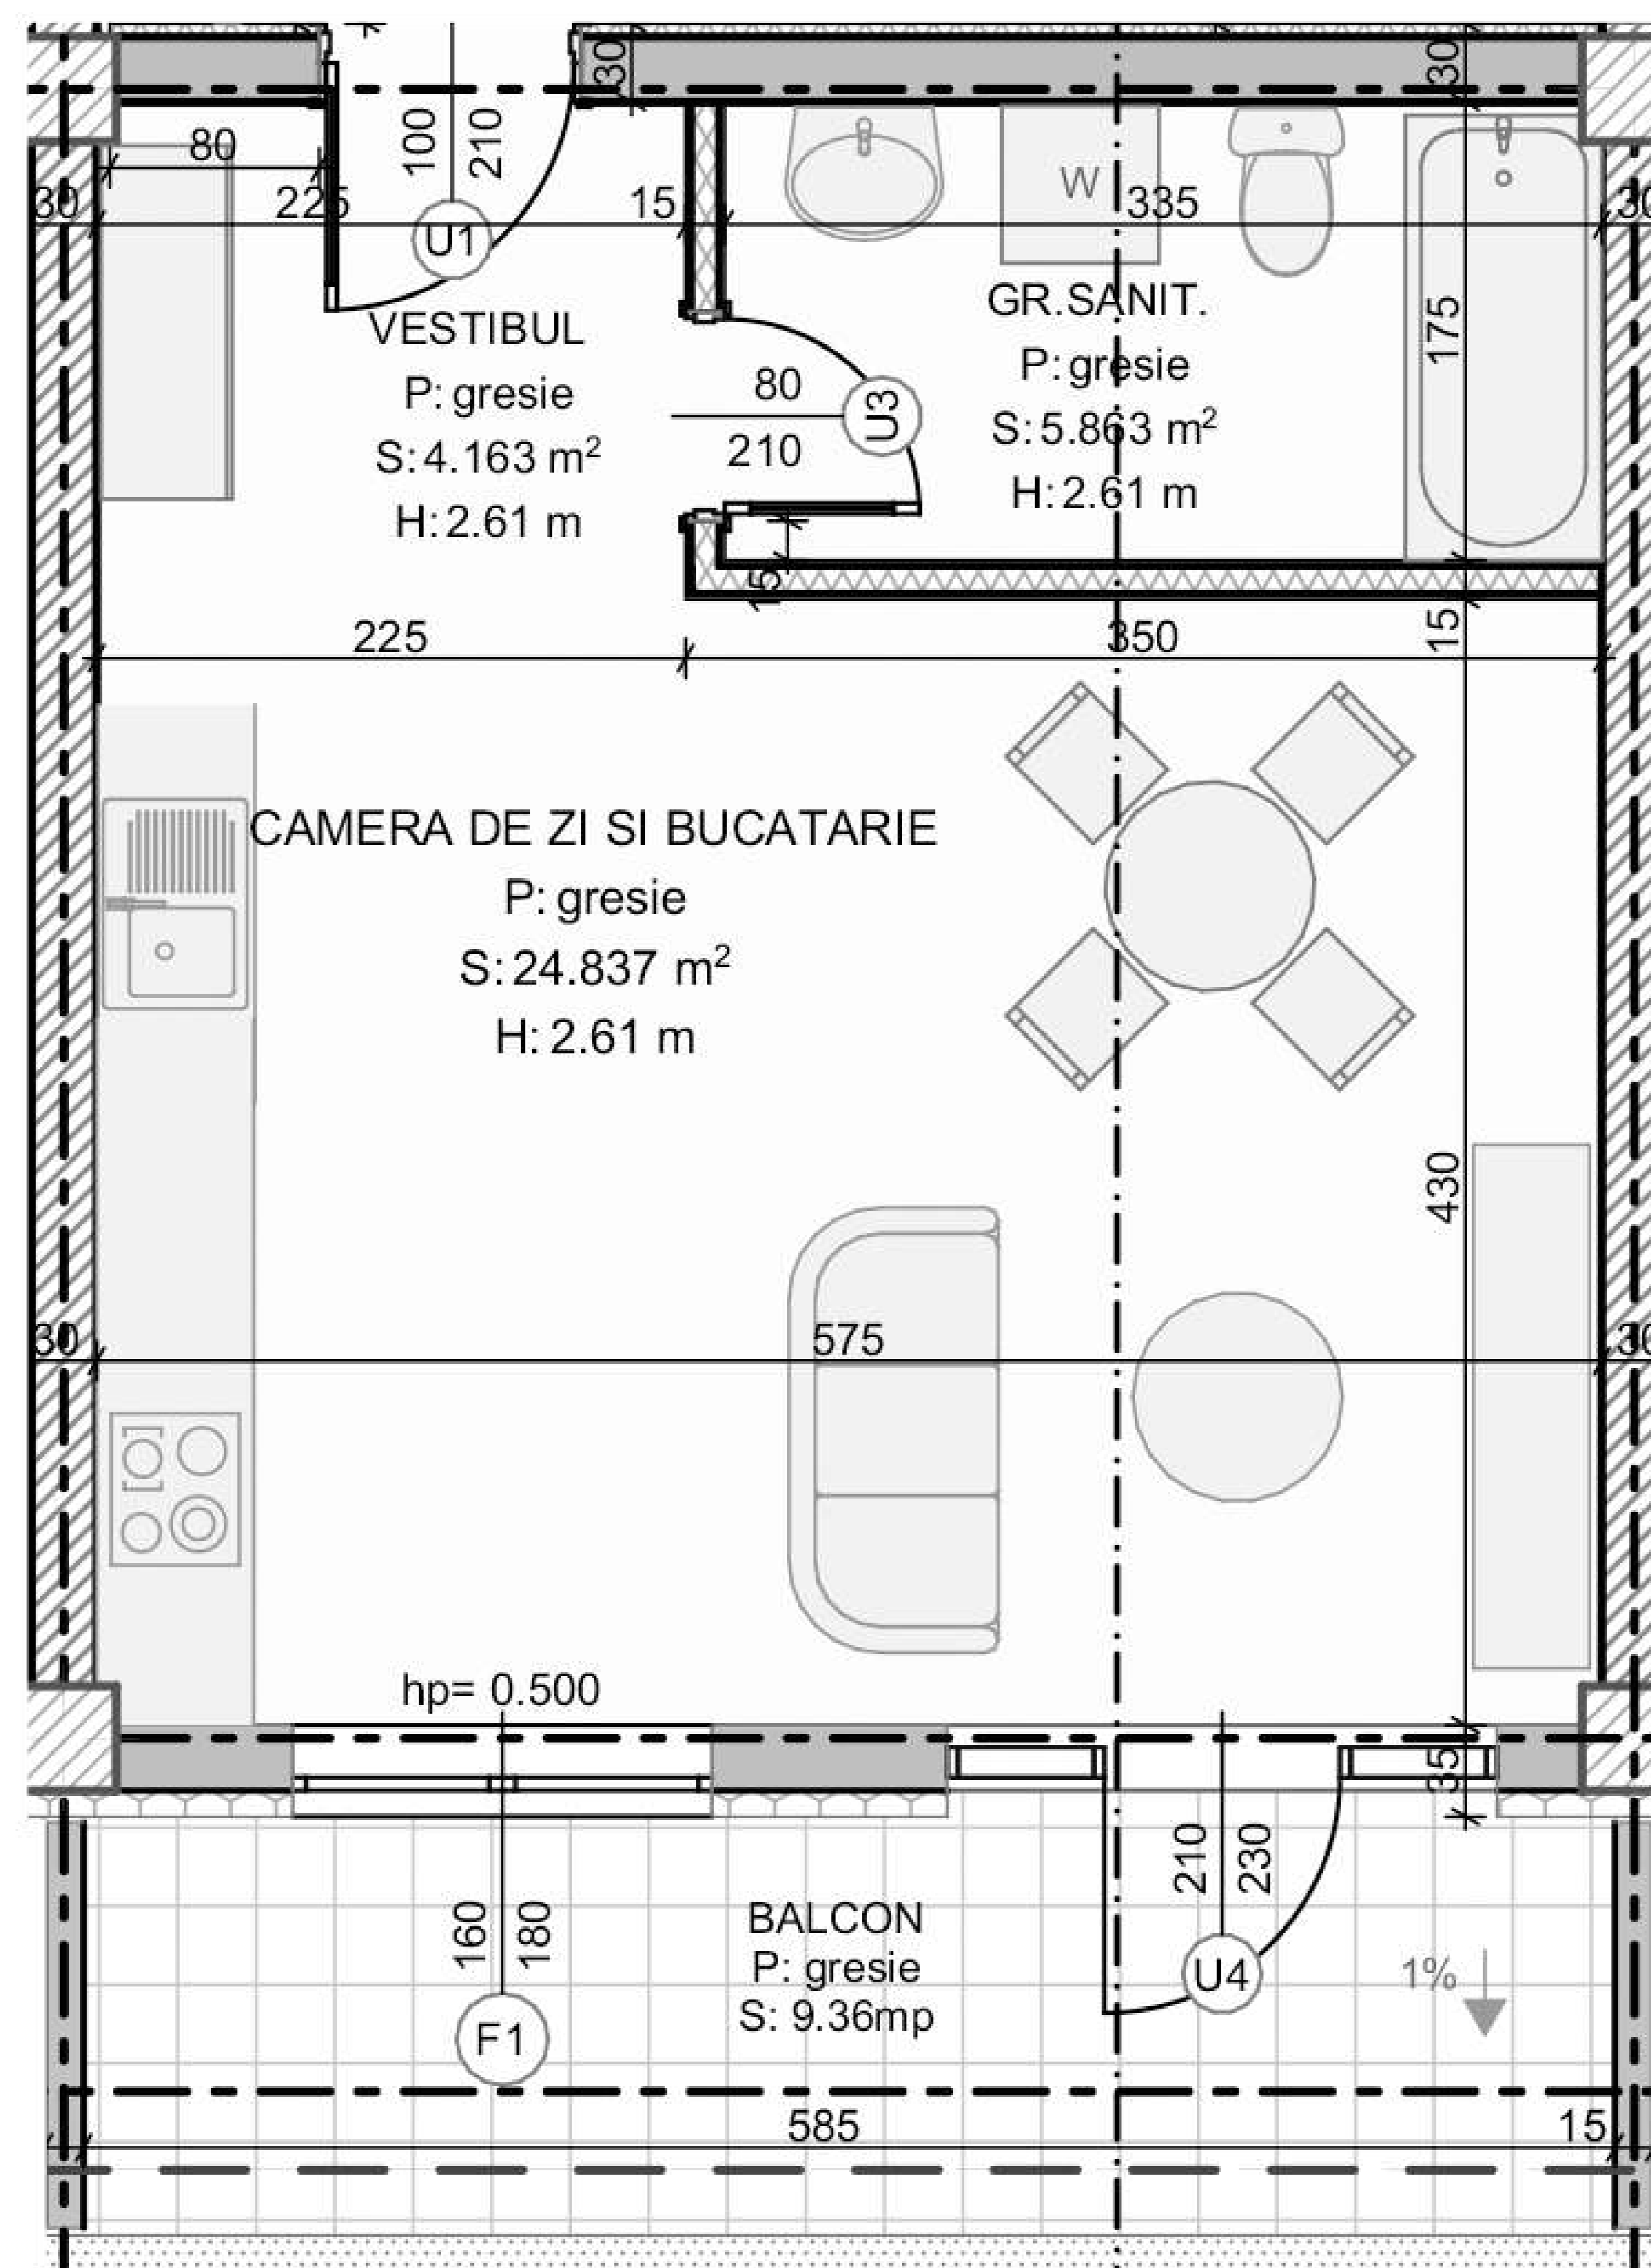 30
30
100
210
80
30
225
15
W
335
30
U1
GR.SANIT.
P: gresie
S: 5.863 m²
H: 2.61 m
175
VESTIBUL
P: gresie
S: 4.163 m²
H: 2.61 m
80
U3
210
15
225
350
15
CAMERA DE ZI SI BUCATARIE
P: gresie
S: 24.837 m²
H: 2.61 m
430
30
575
30
hp= 0.500
35
210
230
160
180
BALCON
P: gresie
S: 9.36mp
U4
1%
F1
585
15